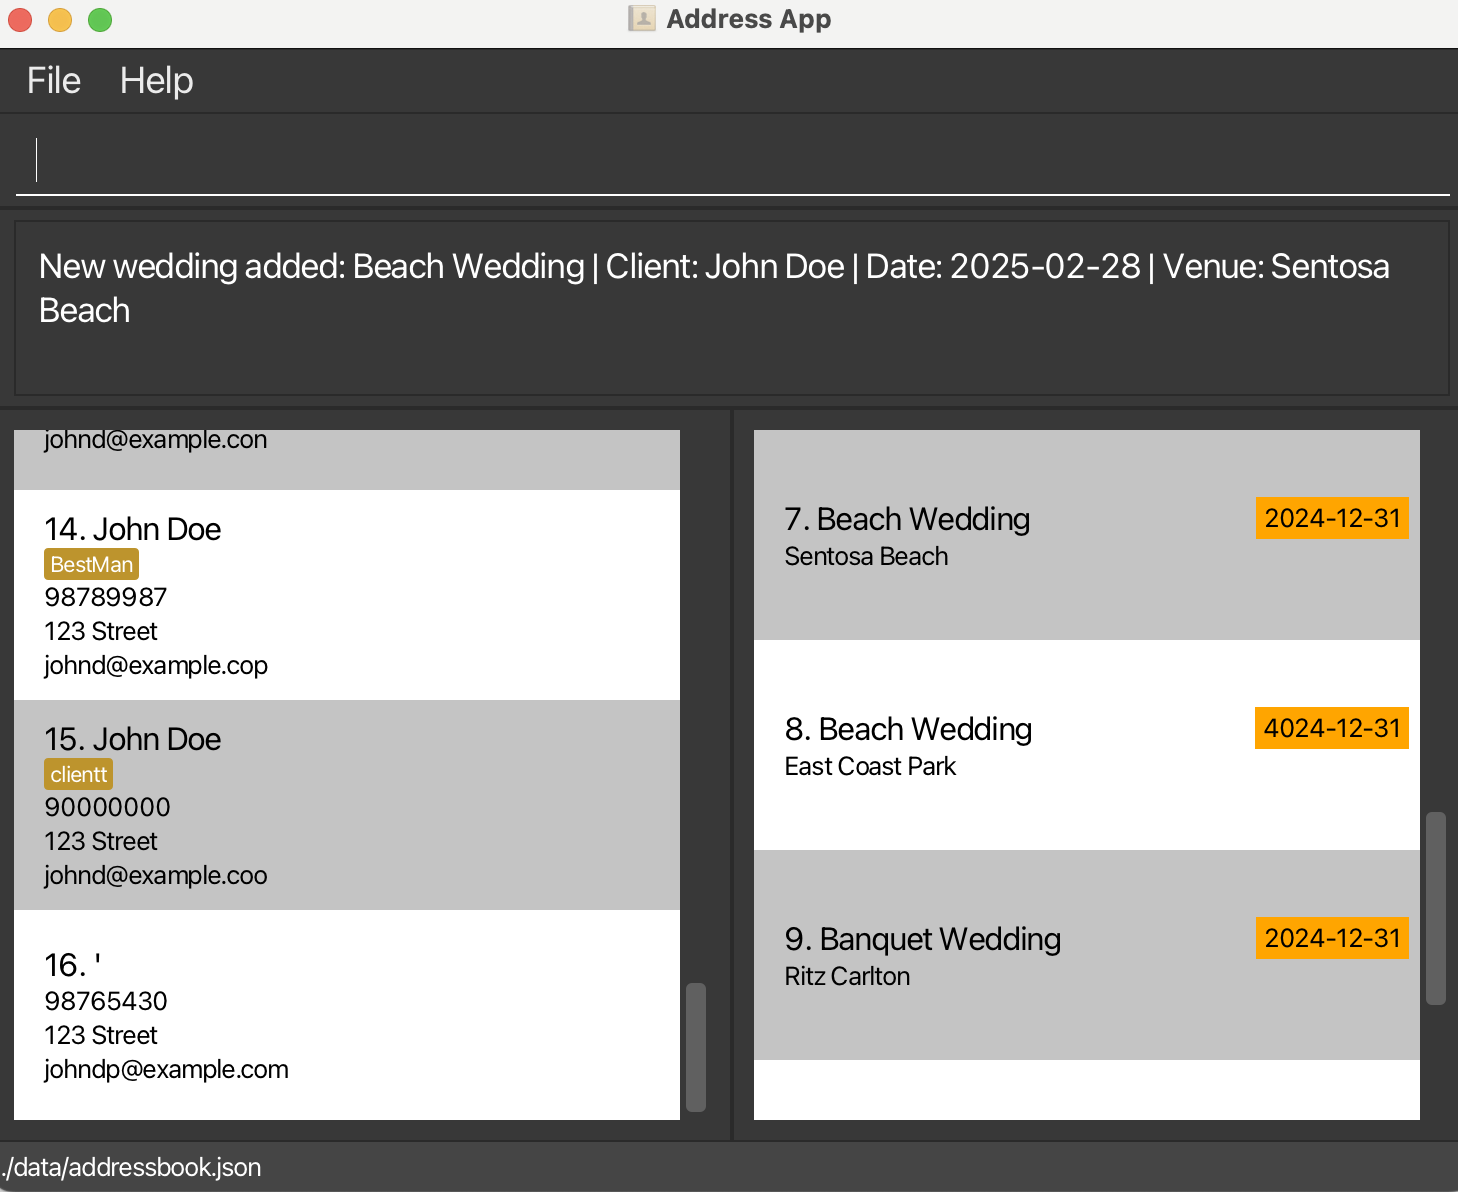 Address App
File Help
New wedding added: Beach Wedding | Client: John Doe | Date: 2025-02-28 | Venue: Sentosa
Beach
johnd@example.con
14. John Doe
BestMan
98789987
123 Street
johnd@example.cop
15. John Doe
clientt
90000000
123 Street
johnd@example.coo
16. '
98765430
123 Street
johndp@example.com
7. Beach Wedding 2024-12-31
Sentosa Beach
8. Beach Wedding 4024-12-31
East Coast Park
9. Banquet Wedding 2024-12-31
Ritz Carlton
./data/addressbook.json